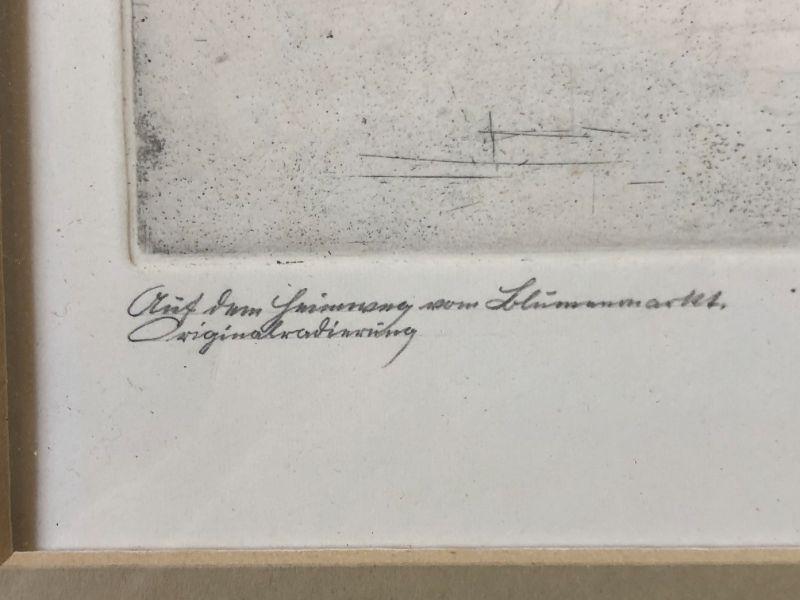 Auf dem Heimweg vom Blumenmarkt.
Originalradierung